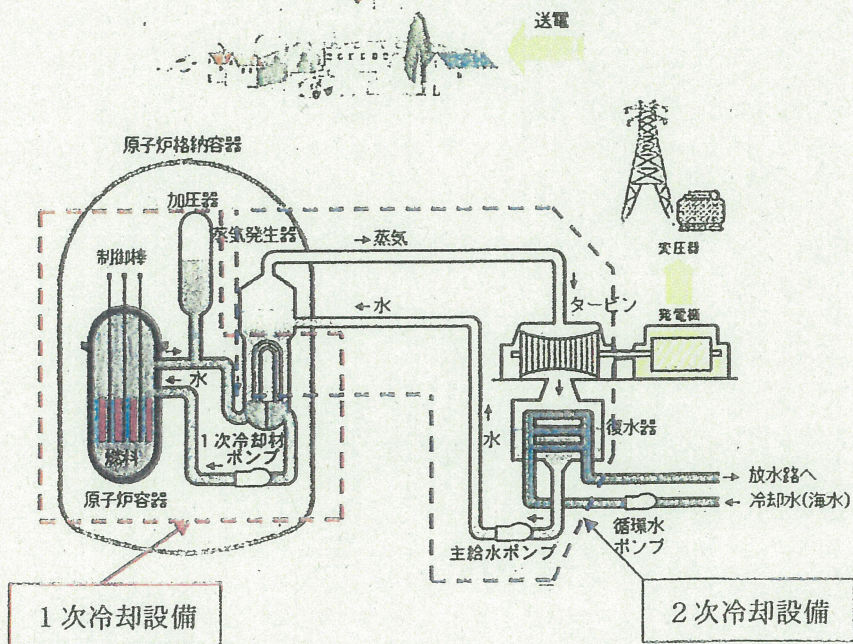 送電
原子炉格納容器
加圧器
蒸気発生器
→蒸気
制御棒
←水
タービン
変圧器
発電機
水
水
復水器
1次冷却材
ポンプ
燃料
原子炉容器
→ 放水路へ
← 冷却水(海水)
循環水
ポンプ
主給水ポンプ
1次冷却設備
2次冷却設備